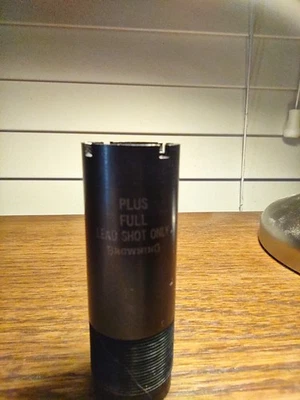 PLUS
FULL
LEAD SHOT ONLY
BROWNING